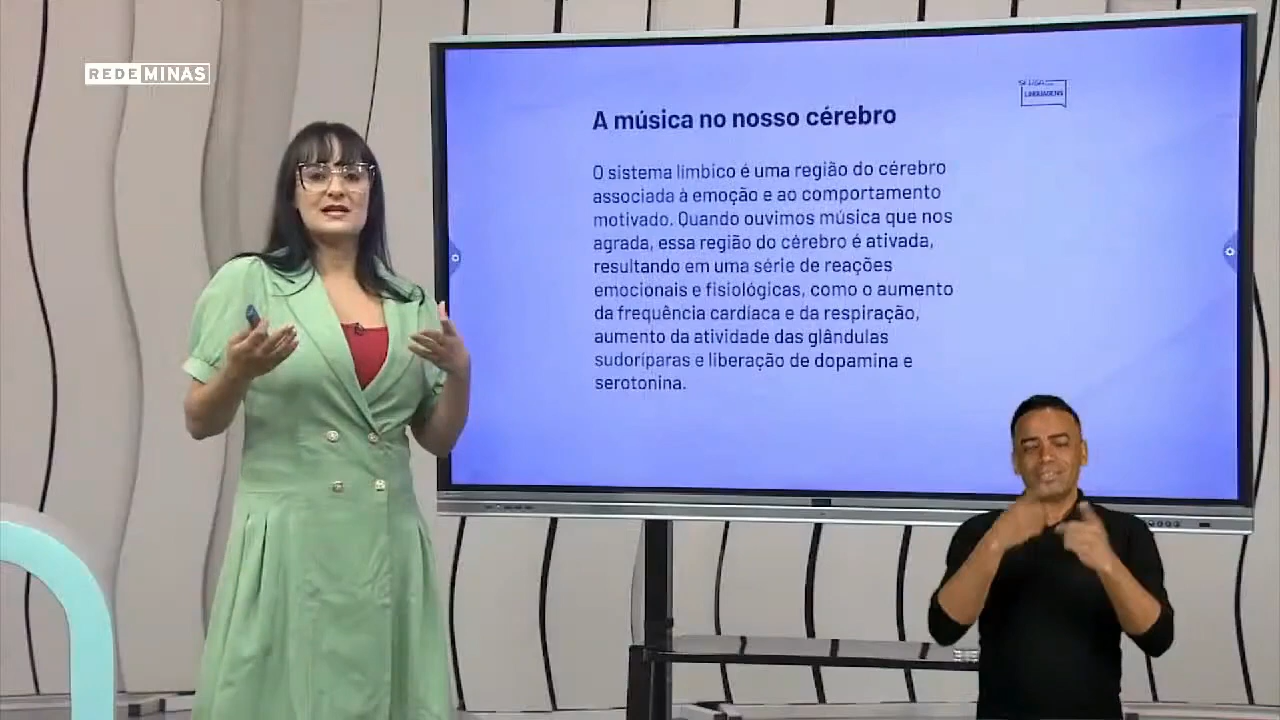 REDE MINAS
SE LIGA
LINGUAGENS
A música no nosso cérebro
O sistema límbico é uma região do cérebro
associada à emoção e ao comportamento
motivado. Quando ouvimos música que nos
agrada, essa região do cérebro é ativada,
resultando em uma série de reações
emocionais e fisiológicas, como o aumento
da frequência cardíaca e da respiração,
aumento da atividade das glândulas
sudoríparas e liberação de dopamina e
serotonina.